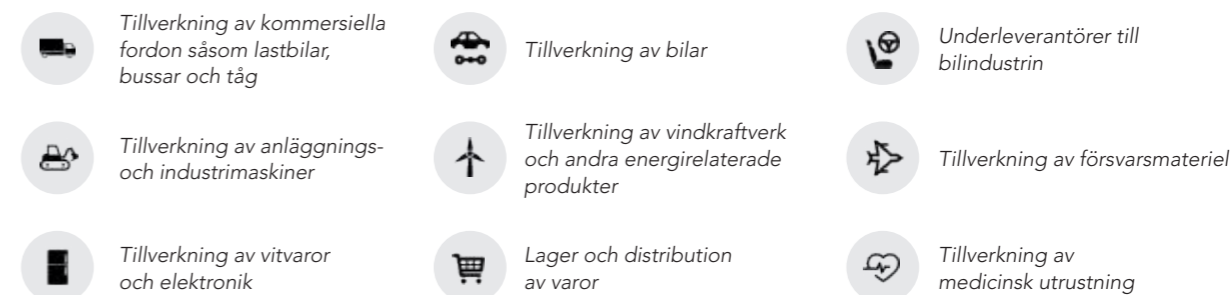 Tillverkning av kommersiella
fordon såsom lastbilar,
bussar och tåg
Tillverkning av bilar
Underleverantörer till
bilindustrin
Tillverkning av anläggnings-
och industrimaskiner
Tillverkning av vindkraftverk
och andra energirelaterade
produkter
Tillverkning av försvarsmateriel
Tillverkning av vitvaror
och elektronik
Lager och distribution
av varor
Tillverkning av
medicinsk utrustning